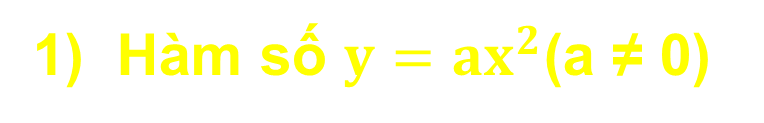 1) Hàm số y = ax²(a ≠ 0)